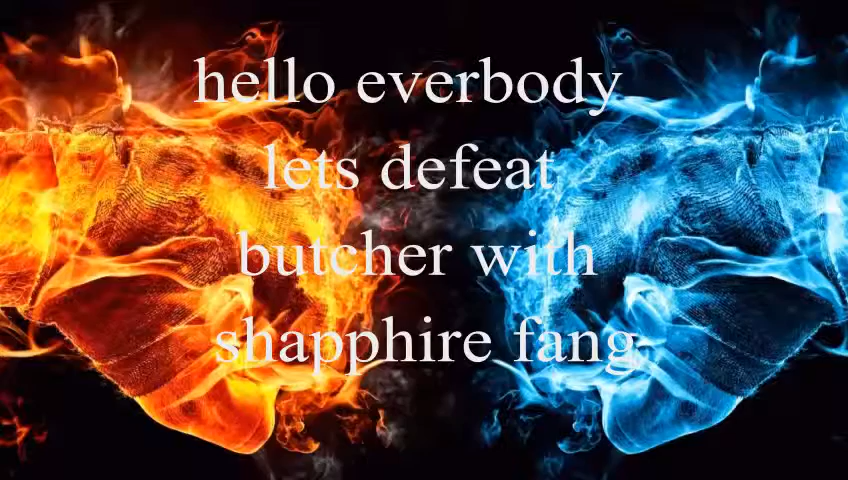 hello everbody
lets defeat
butcher with
shapphire fang